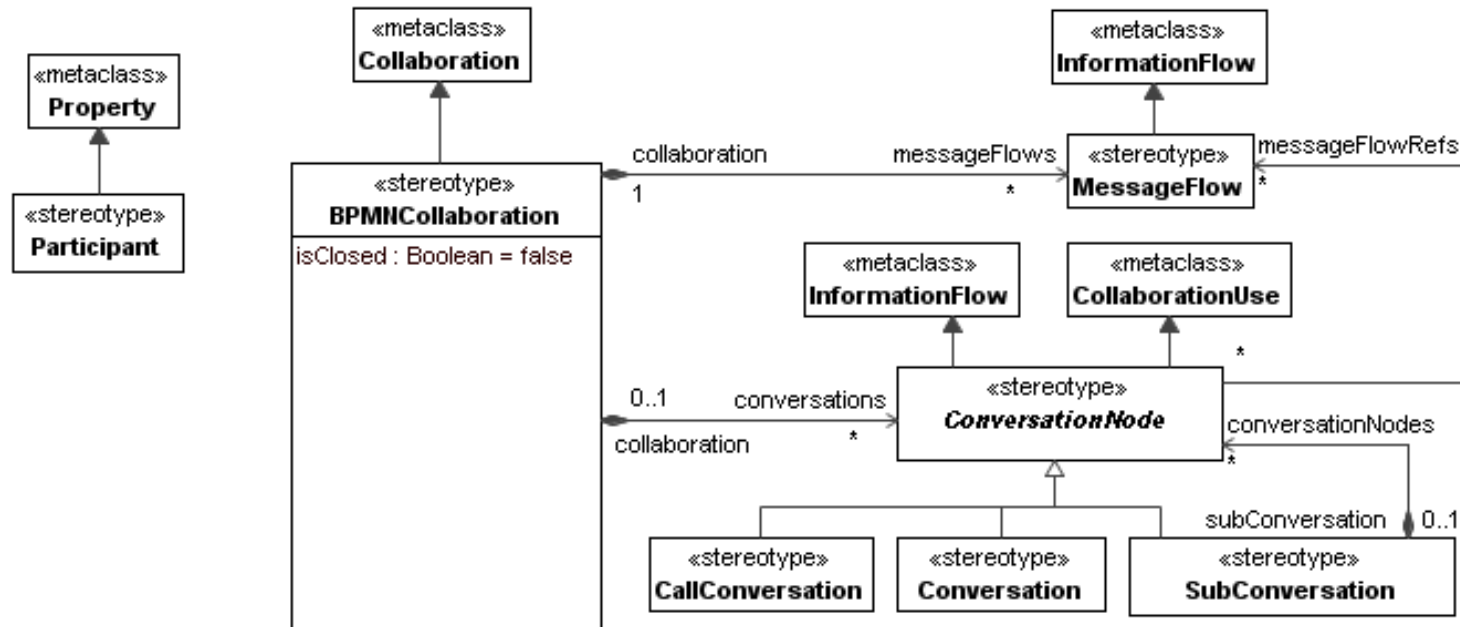 «metaclass»
Property
«stereotype»
Participant
«metaclass»
Collaboration
«stereotype»
BPMNCollaboration
isClosed : Boolean = false
collaboration
1
messageFlows
*
«metaclass»
InformationFlow
«stereotype»
MessageFlow
messageFlowRefs
*
«metaclass»
InformationFlow
«metaclass»
CollaborationUse
*
0..1
conversations
collaboration
*
«stereotype»
ConversationNode
conversationNodes
*
subConversation
0..1
«stereotype»
CallConversation
«stereotype»
Conversation
«stereotype»
SubConversation